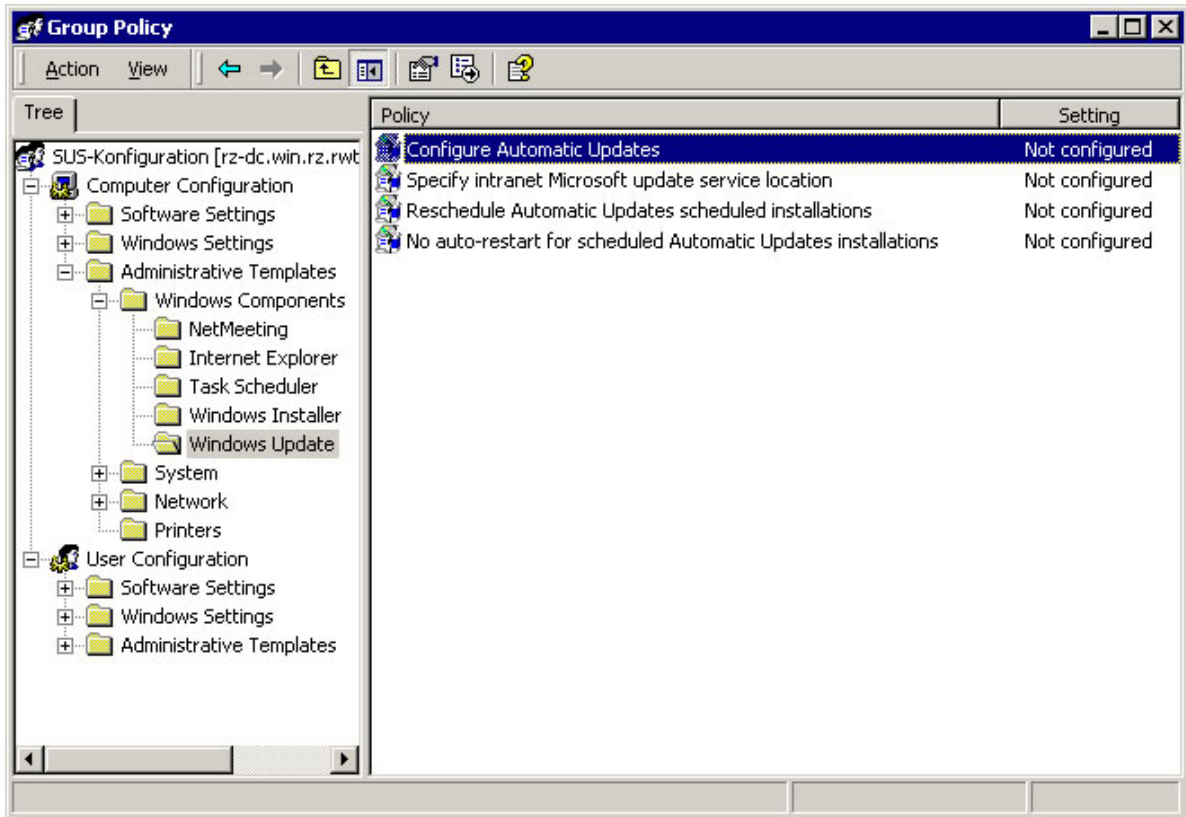 Group Policy
Action View
Tree
SUS-Konfiguration [rz-dc.win.rz.rwt
Computer Configuration
Software Settings
Windows Settings
Administrative Templates
Windows Components
NetMeeting
Internet Explorer
Task Scheduler
Windows Installer
Windows Update
System
Network
Printers
User Configuration
Software Settings
Windows Settings
Administrative Templates
Policy Setting
Configure Automatic Updates Not configured
Specify intranet Microsoft update service location Not configured
Reschedule Automatic Updates scheduled installations Not configured
No auto-restart for scheduled Automatic Updates installations Not configured